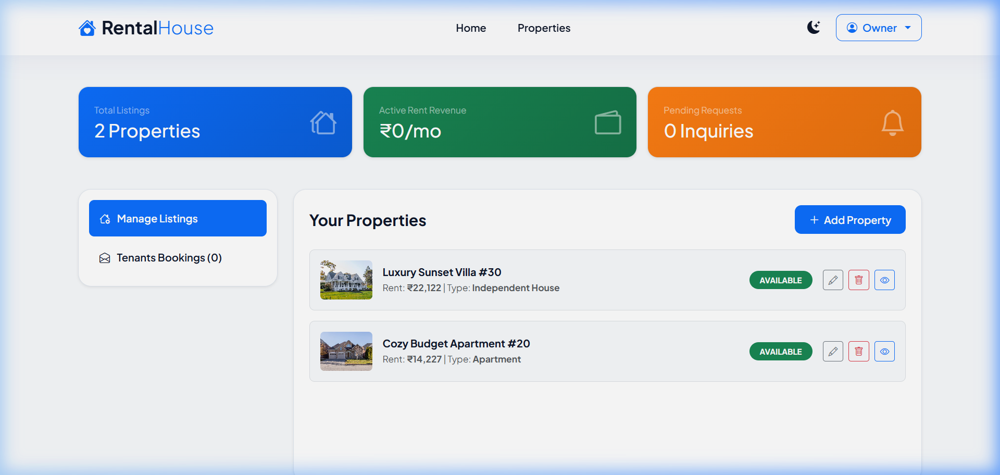 RentalHouse
Home
Properties
Owner
Total Listings
2 Properties
Active Rent Revenue
₹0/mo
Pending Requests
0 Inquiries
Manage Listings
Tenants Bookings (0)
Your Properties
+ Add Property
Luxury Sunset Villa #30
Rent: ₹22,122 | Type: Independent House
AVAILABLE
Cozy Budget Apartment #20
Rent: ₹14,227 | Type: Apartment
AVAILABLE